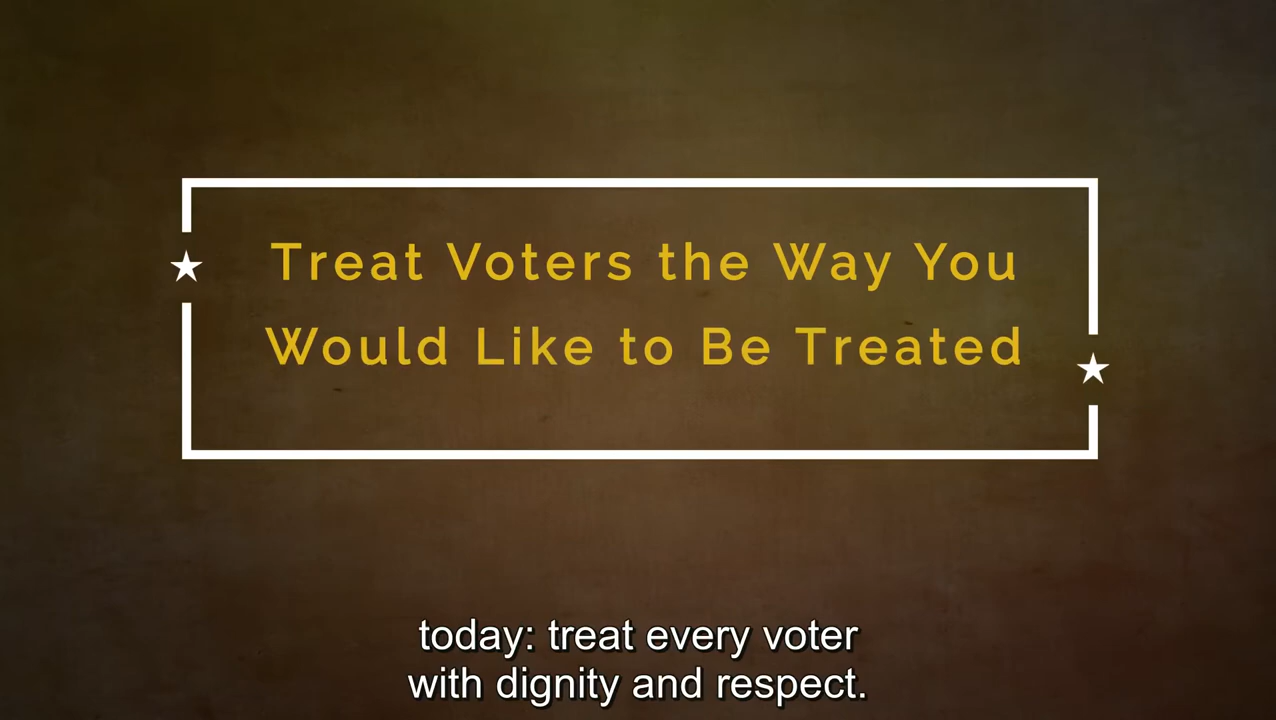 Treat Voters the Way You
Would Like to Be Treated
today: treat every voter
with dignity and respect.